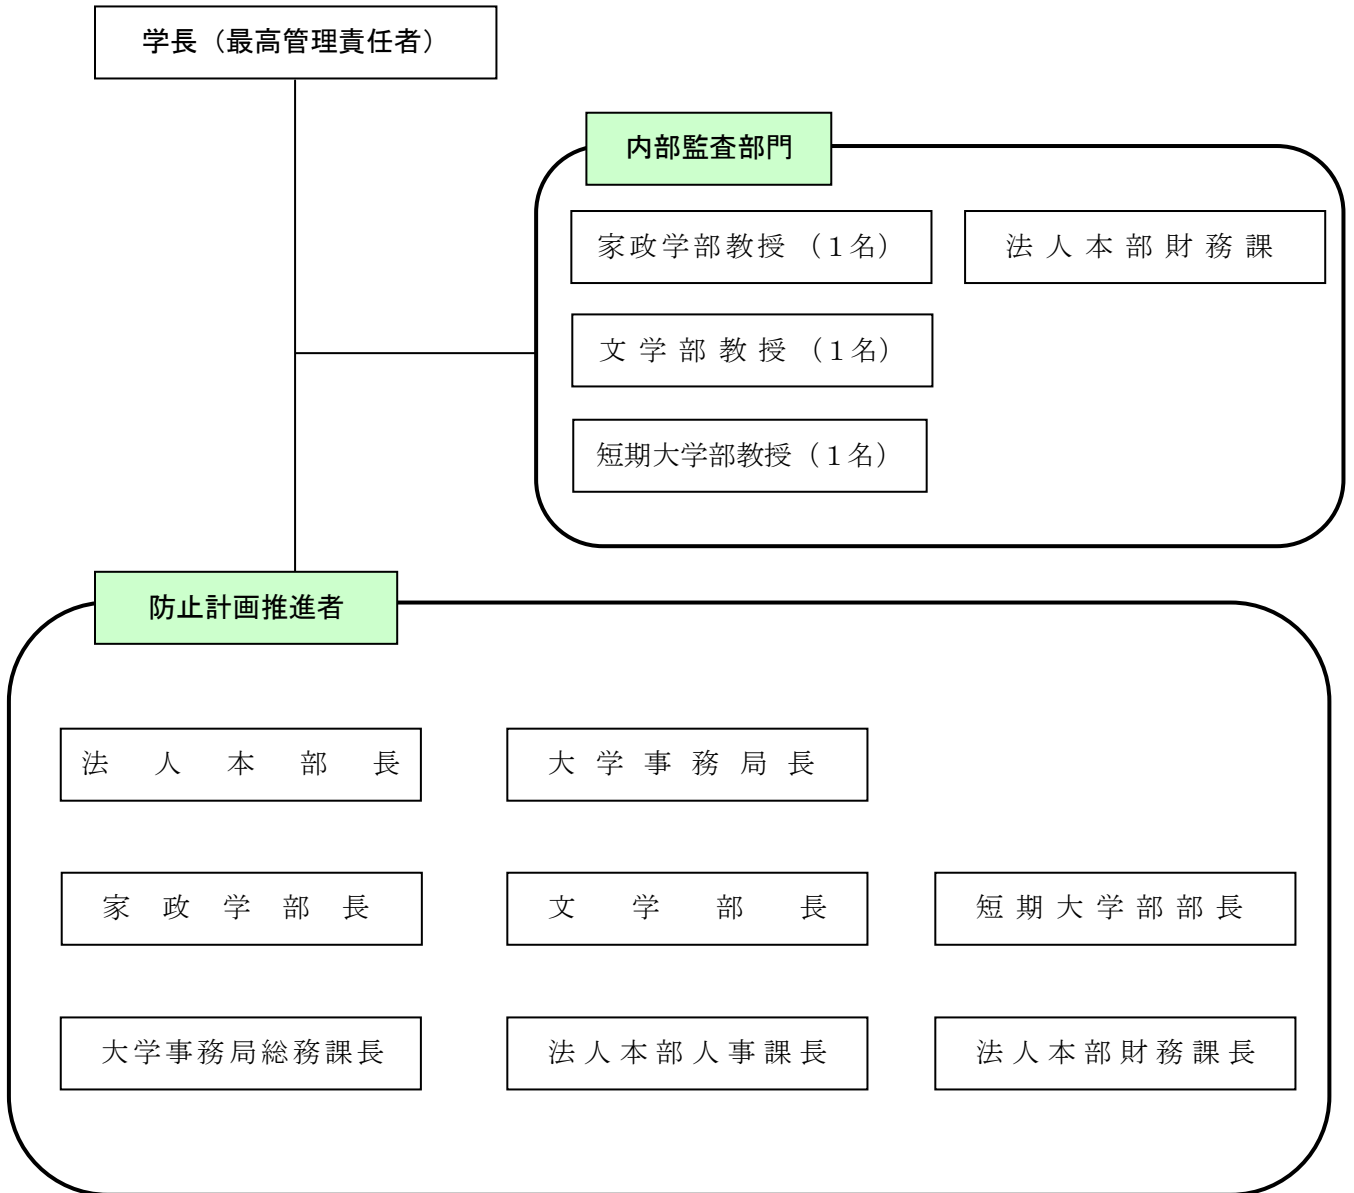 学長（最高管理責任者）
内部監査部門
家政学部教授（１名） 法人本部財務課
文学部教授（１名）
短期大学部教授（１名）
防止計画推進者
法人本部長 大学事務局長
家政学部長 文学部長 短期大学部部長
大学事務局総務課長 法人本部人事課長 法人本部財務課長